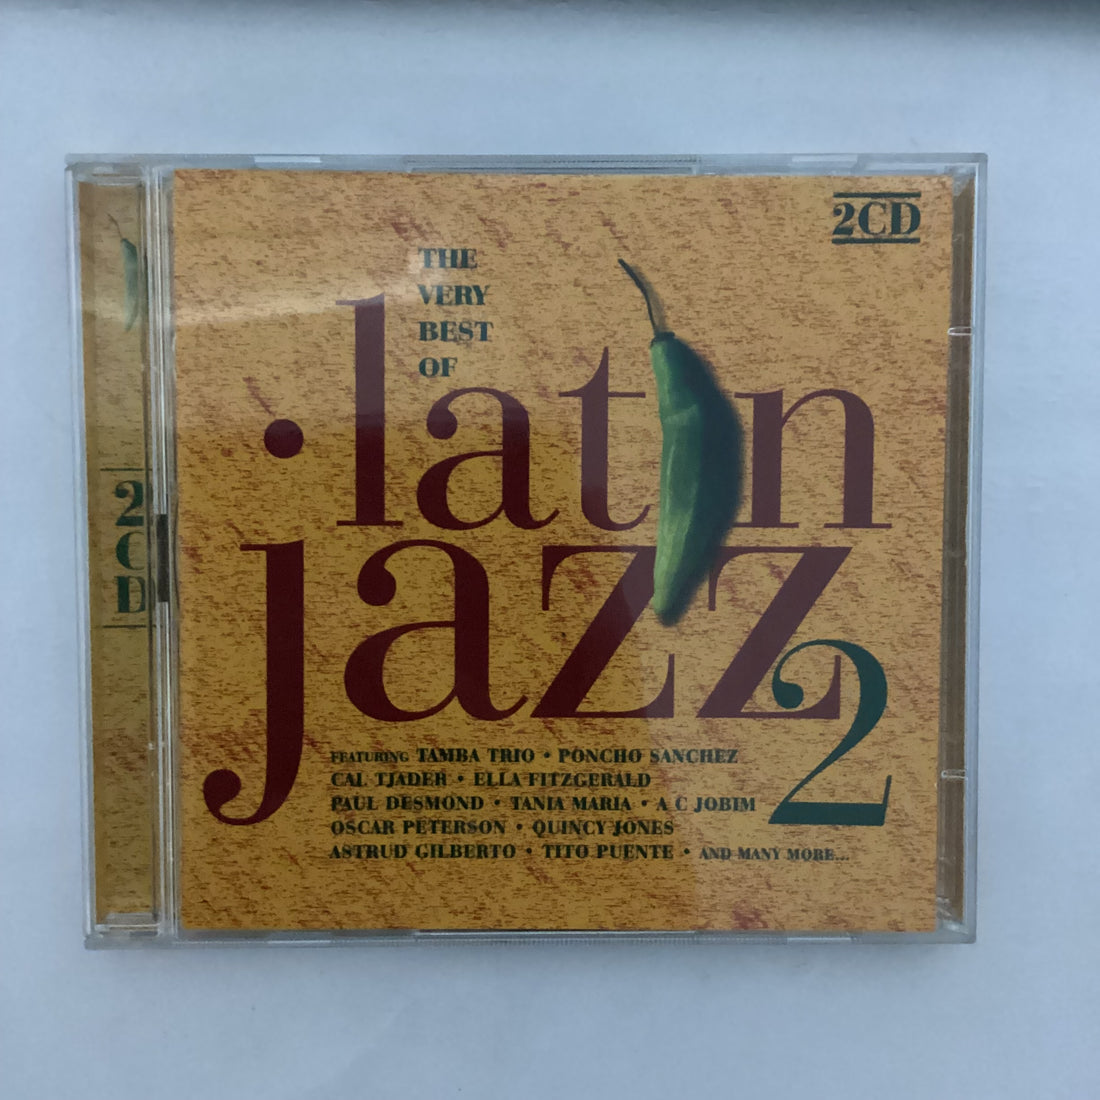 2CD
THE
VERY
BEST
OF
latin
jazz 2
FEATURING TAMBA TRIO • PONCHO SANCHEZ
CAL TJADER • ELLA FITZGERALD
PAUL DESMOND • TANIA MARIA • A C JOBIM
OSCAR PETERSON • QUINCY JONES
ASTRUD GILBERTO • TITO PUENTE • AND MANY MORE...
2
C
D